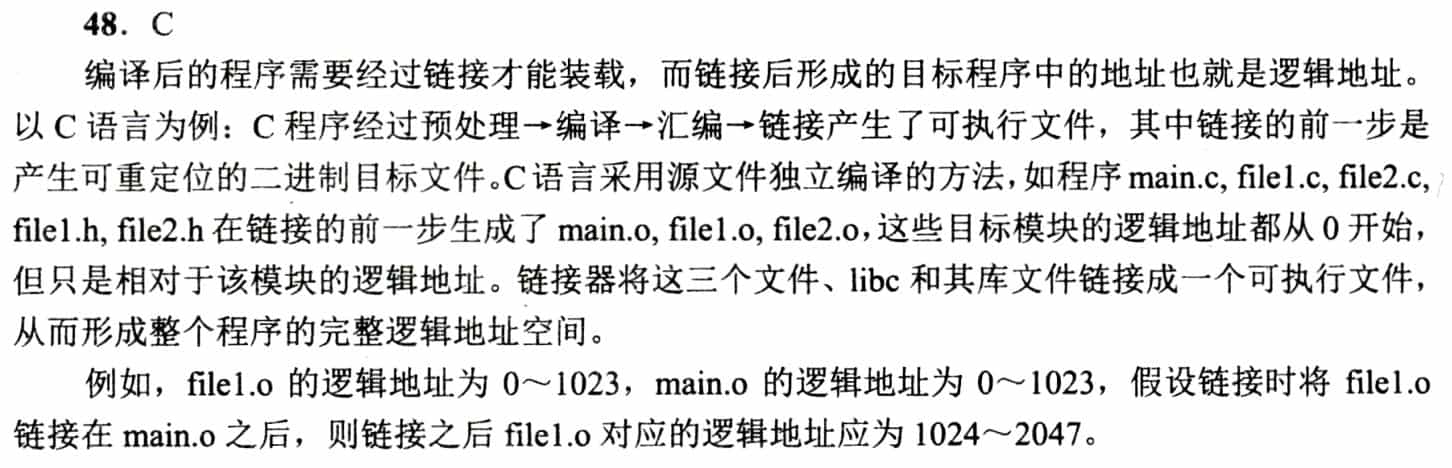 48. C
编译后的程序需要经过链接才能装载，而链接后形成的目标程序中的地址也就是逻辑地址。
以 C 语言为例：C 程序经过预处理→编译→汇编→链接产生了可执行文件，其中链接的前一步是
产生可重定位的二进制目标文件。C 语言采用源文件独立编译的方法，如程序 main.c, file1.c, file2.c,
file1.h, file2.h 在链接的前一步生成了 main.o, file1.o, file2.o，这些目标模块的逻辑地址都从 0 开始，
但只是相对于该模块的逻辑地址。链接器将这三个文件、libc 和其库文件链接成一个可执行文件，
从而形成整个程序的完整逻辑地址空间。
例如，file1.o 的逻辑地址为 0～1023，main.o 的逻辑地址为 0～1023，假设链接时将 file1.o
链接在 main.o 之后，则链接之后 file1.o 对应的逻辑地址应为 1024～2047。